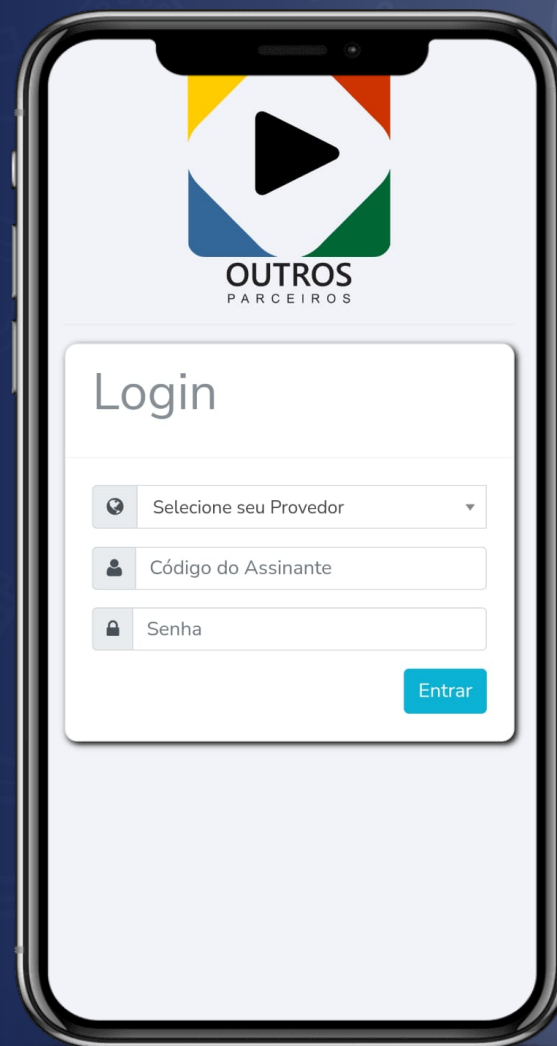 OUTROS
PARCEIROS
Login
Selecione seu Provedor
Código do Assinante
Senha
Entrar